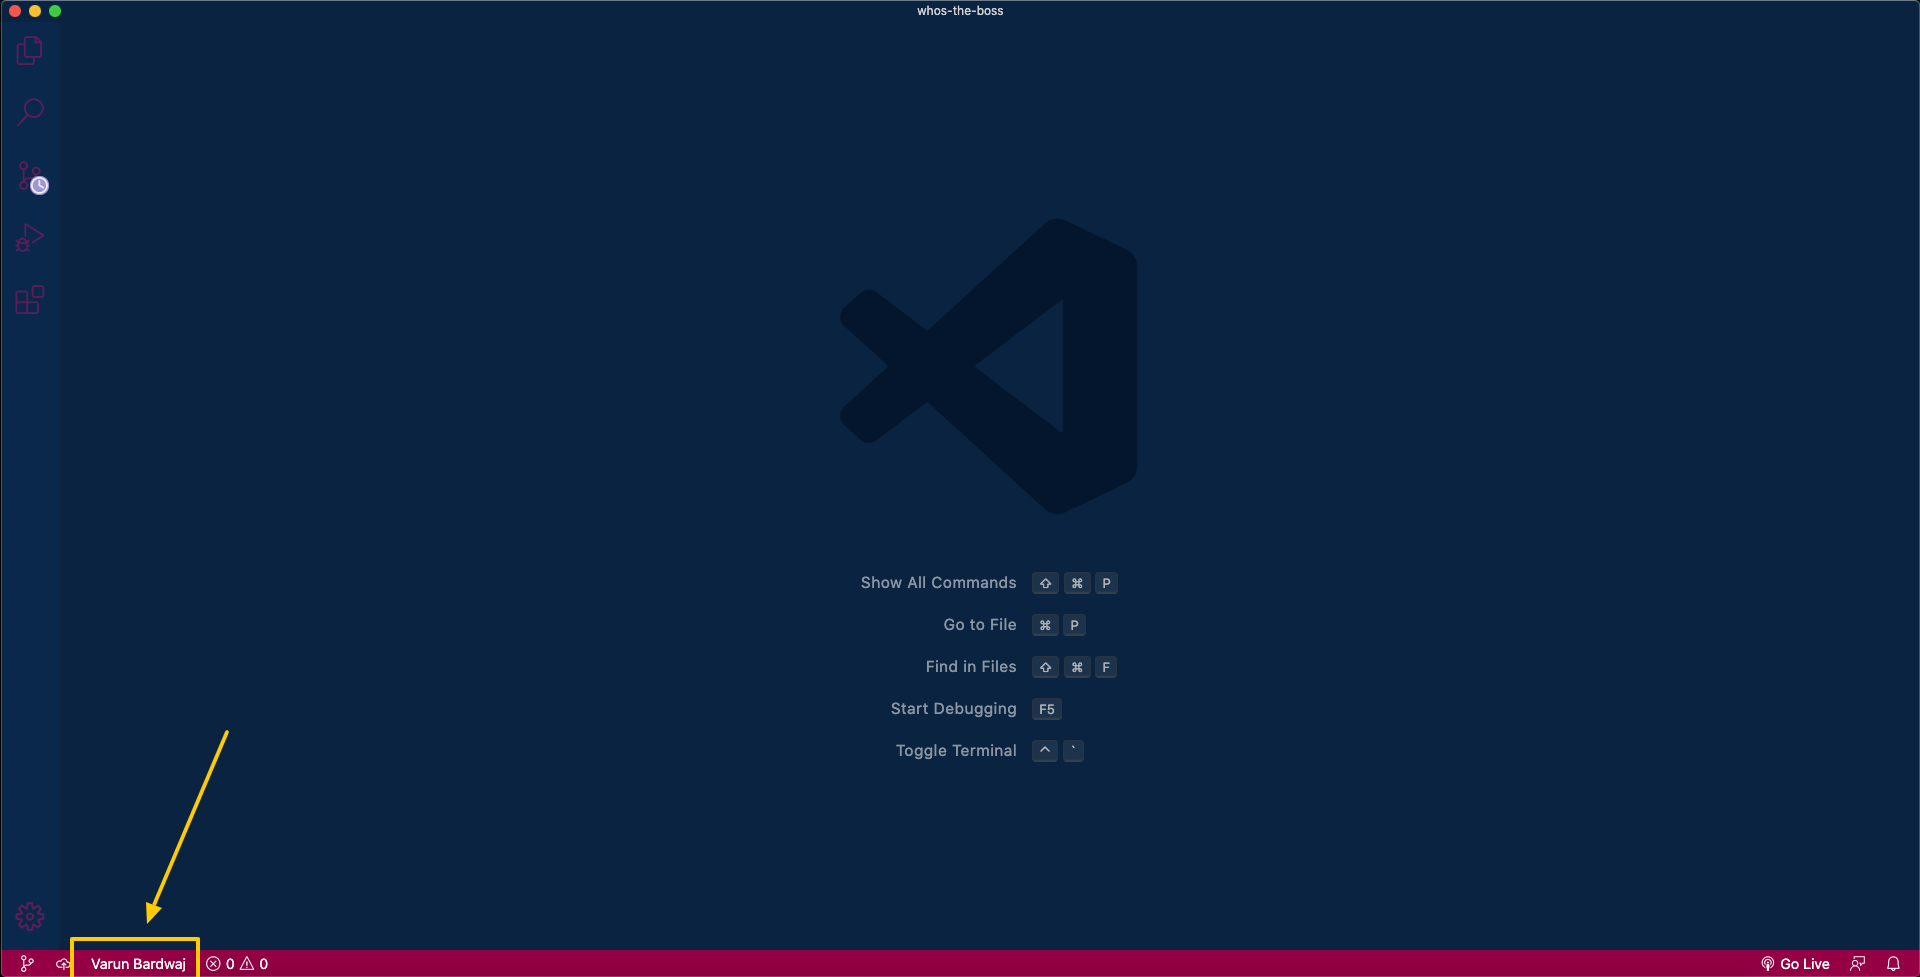 whos-the-boss
Show All Commands ⇧ ⌘ P
Go to File ⌘ P
Find in Files ⇧ ⌘ F
Start Debugging F5
Toggle Terminal ^ `
Varun Bardwaj 0 0
Go Live